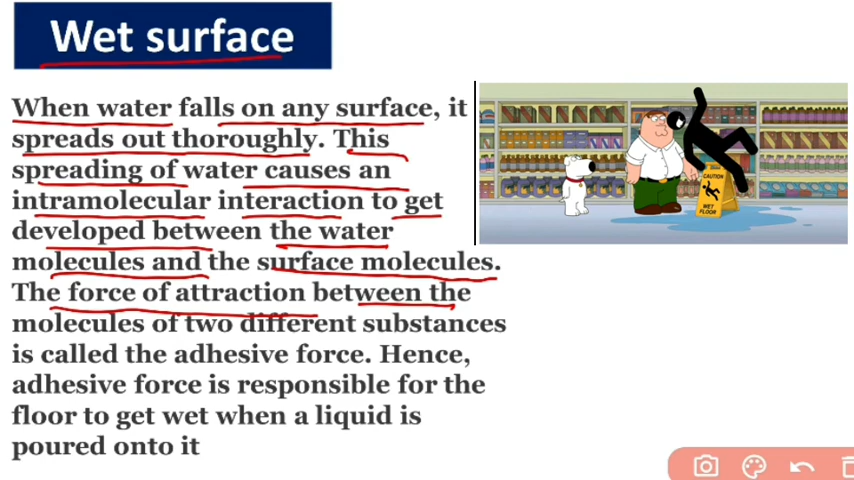 Wet surface
When water falls on any surface, it
spreads out thoroughly. This
spreading of water causes an
intramolecular interaction to get
developed between the water
molecules and the surface molecules.
The force of attraction between the
molecules of two different substances
is called the adhesive force. Hence,
adhesive force is responsible for the
floor to get wet when a liquid is
poured onto it
CAUTION
WET
FLOOR